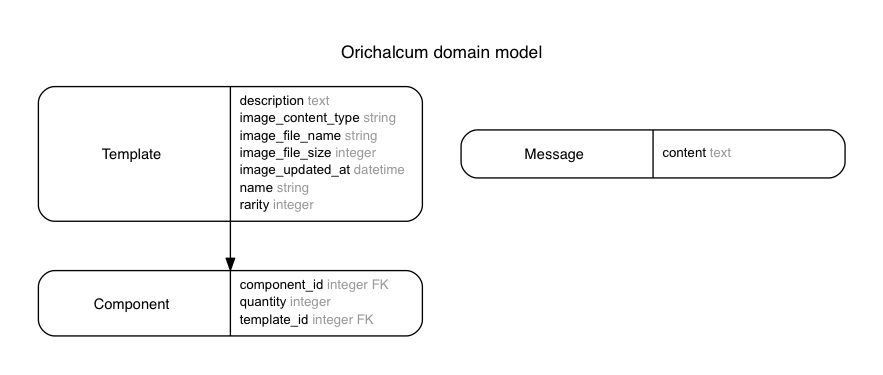 Orichalcum domain model
Template
description text
image_content_type string
image_file_name string
image_file_size integer
image_updated_at datetime
name string
rarity integer
Message
content text
Component
component_id integer FK
quantity integer
template_id integer FK